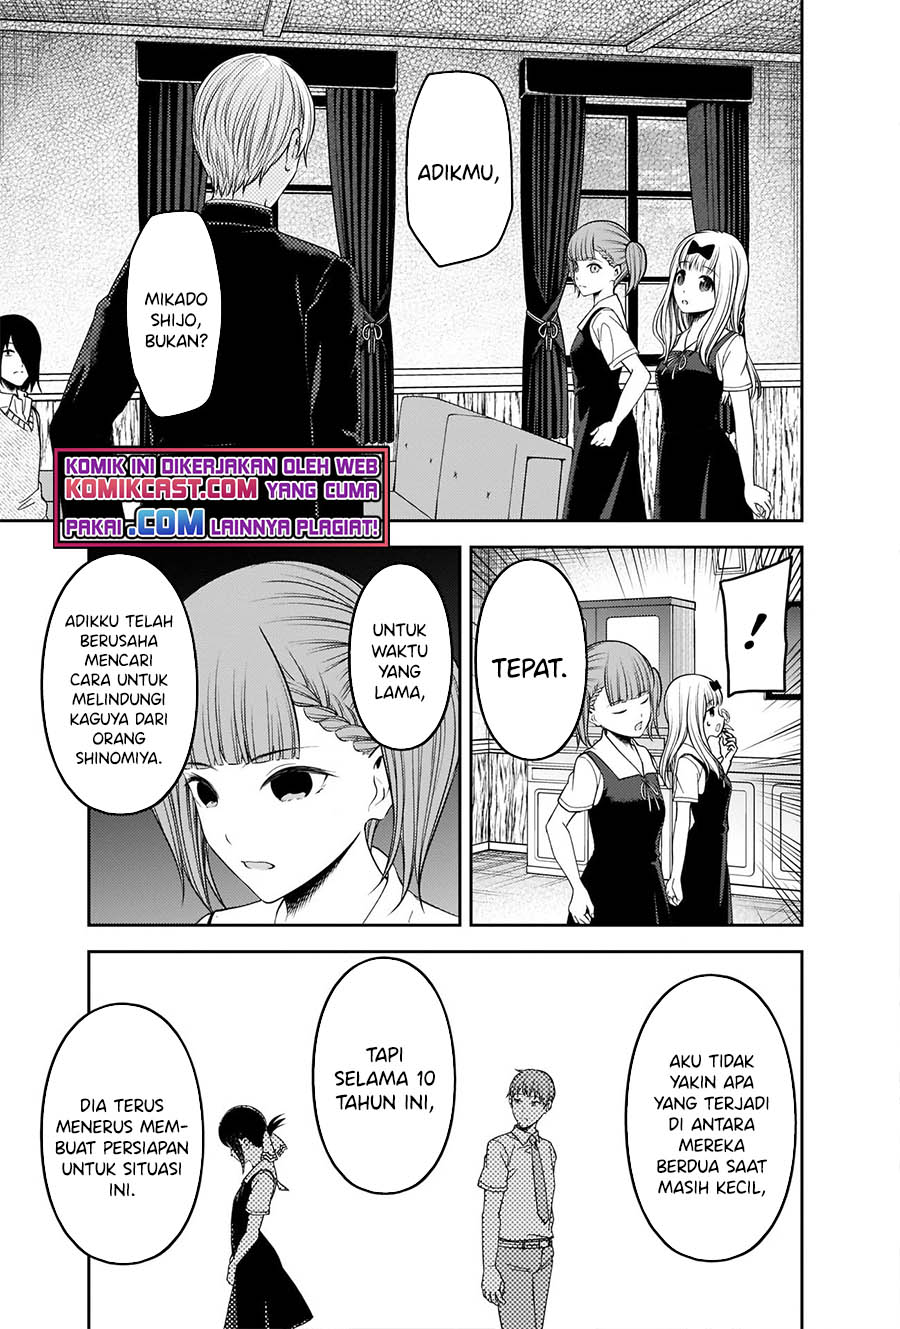 ADIKMU,
MIKADO
SHIJO,
BUKAN?
KOMIK INI DIKERJAKAN OLEH WEB
KOMIKCAST.COM YANG CUMA
PAKAI .COM LAINNYA PLAGIAT!
!
TEPAT.
UNTUK
WAKTU
YANG
LAMA,
ADIKKU TELAH
BERUSAHA
MENCARI
CARA UNTUK
MELINDUNGI
KAGUYA DARI
ORANG
SHINOMIYA.
AKU TIDAK
YAKIN APA
YANG TERJADI
DI ANTARA
MEREKA
BERDUA SAAT
MASIH KECIL,
TAPI
SELAMA 10
TAHUN INI,
DIA TERUS
MENERUS MEM-
BUAT PERSIAPAN
UNTUK SITUASI
INI.